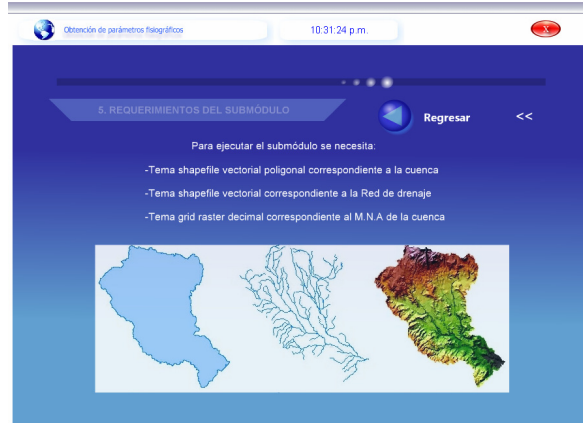 Obtención de parámetros fisiográficos
10:31:24 p.m.
X
5. REQUERIMIENTOS DEL SUBMÓDULO
Regresar <<
Para ejecutar el submódulo se necesita:
-Tema shapefile vectorial poligonal correspondiente a la cuenca
-Tema shapefile vectorial correspondiente a la Red de drenaje
-Tema grid raster decimal correspondiente al M.N.A de la cuenca